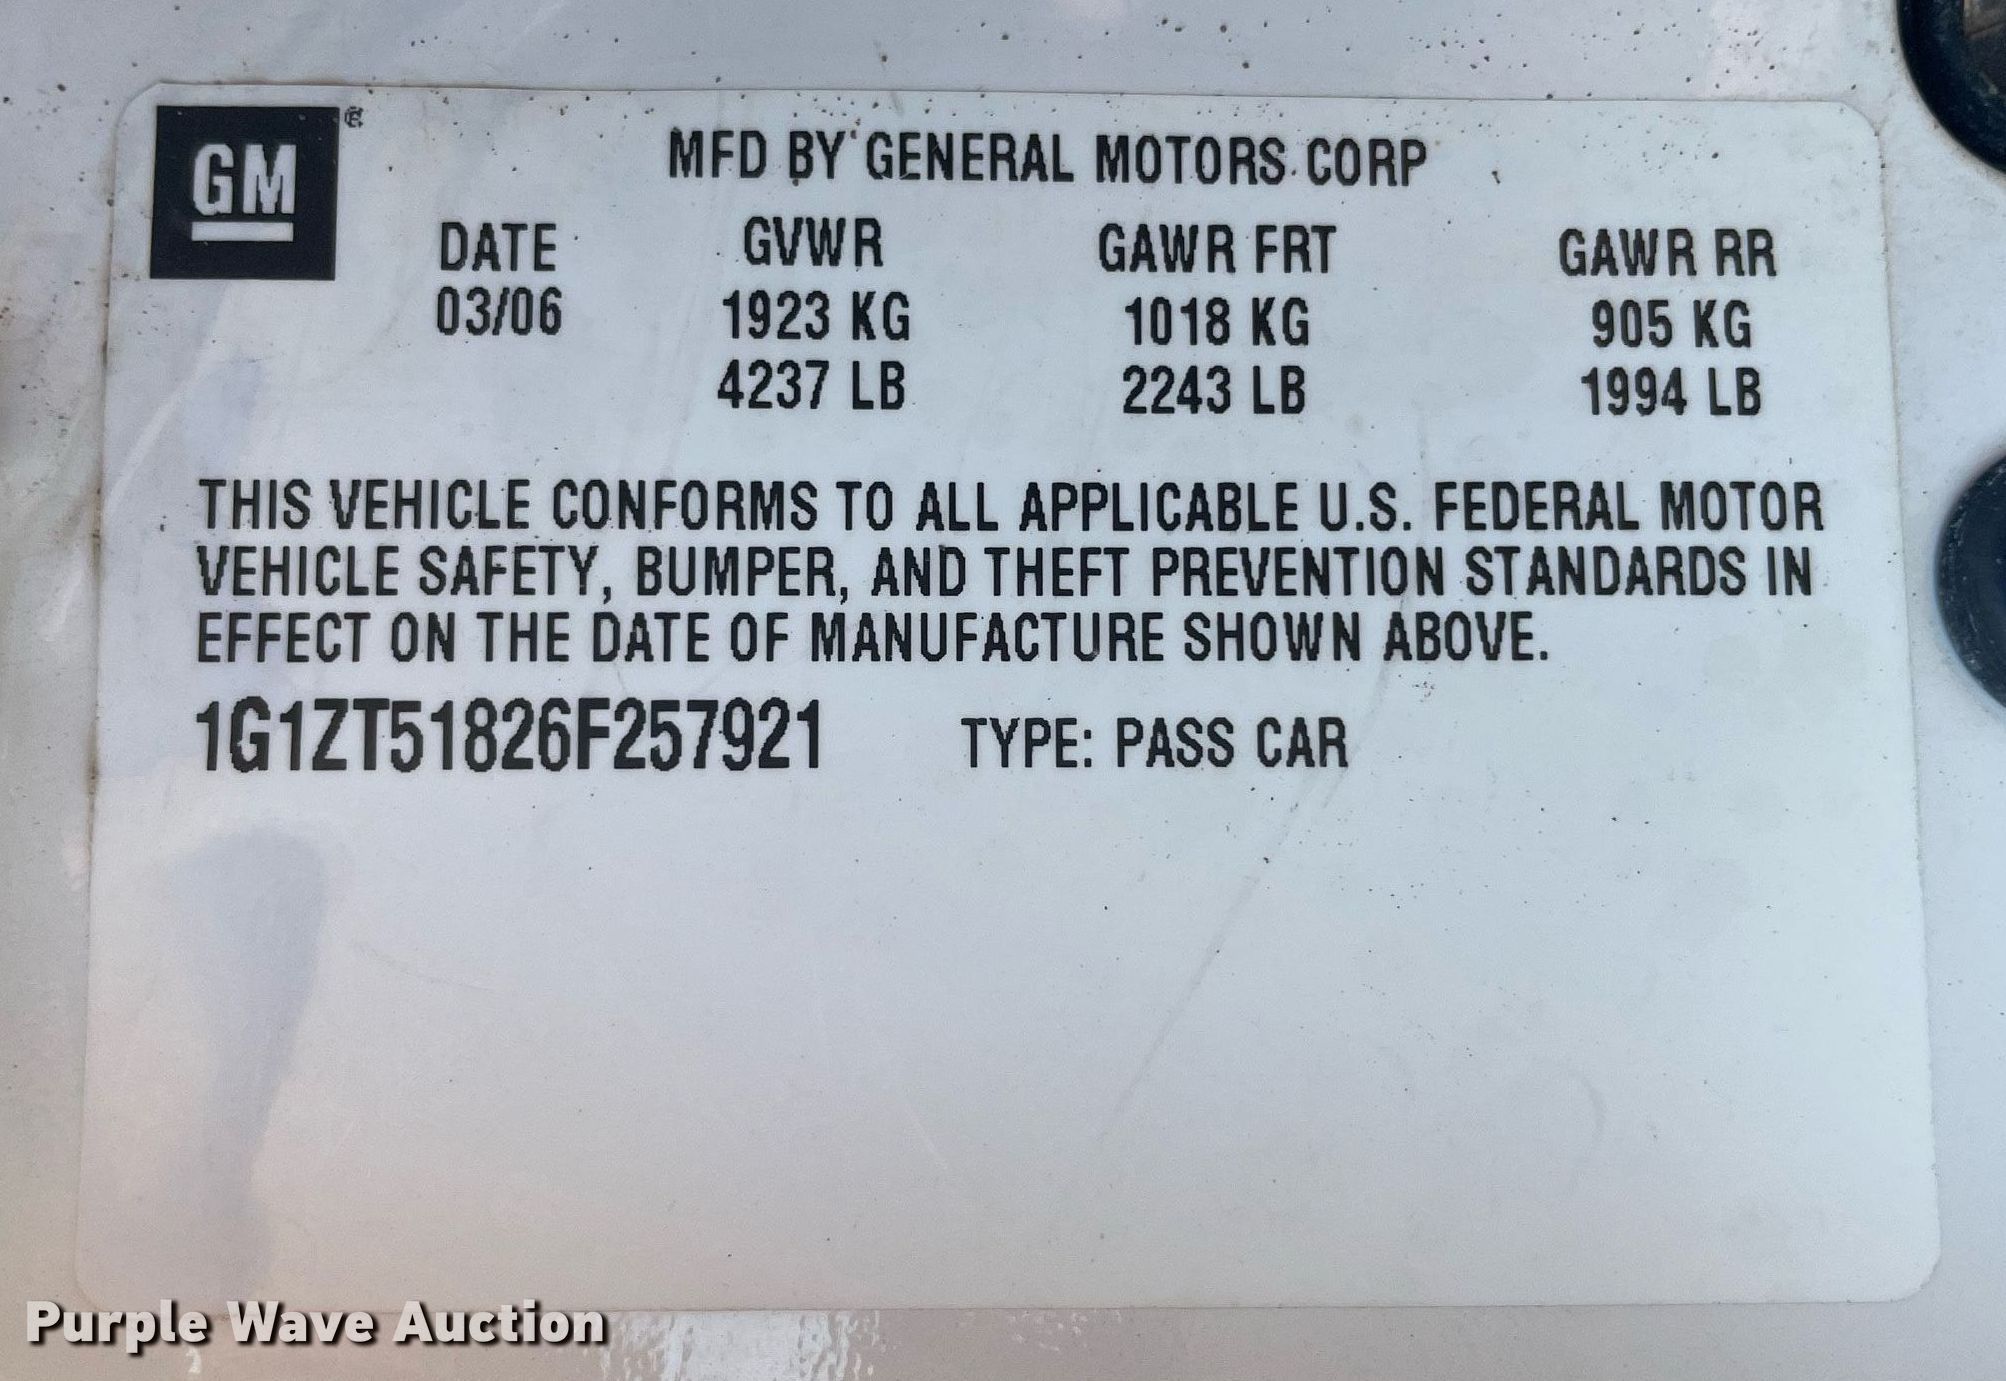 GM®
MFD BY GENERAL MOTORS CORP
DATE GVWR GAWR FRT GAWR RR
03/06 1923 KG 1018 KG 905 KG
4237 LB 2243 LB 1994 LB
THIS VEHICLE CONFORMS TO ALL APPLICABLE U.S. FEDERAL MOTOR
VEHICLE SAFETY, BUMPER, AND THEFT PREVENTION STANDARDS IN
EFFECT ON THE DATE OF MANUFACTURE SHOWN ABOVE.
1G1ZT51826F257921 TYPE: PASS CAR
Purple Wave Auction